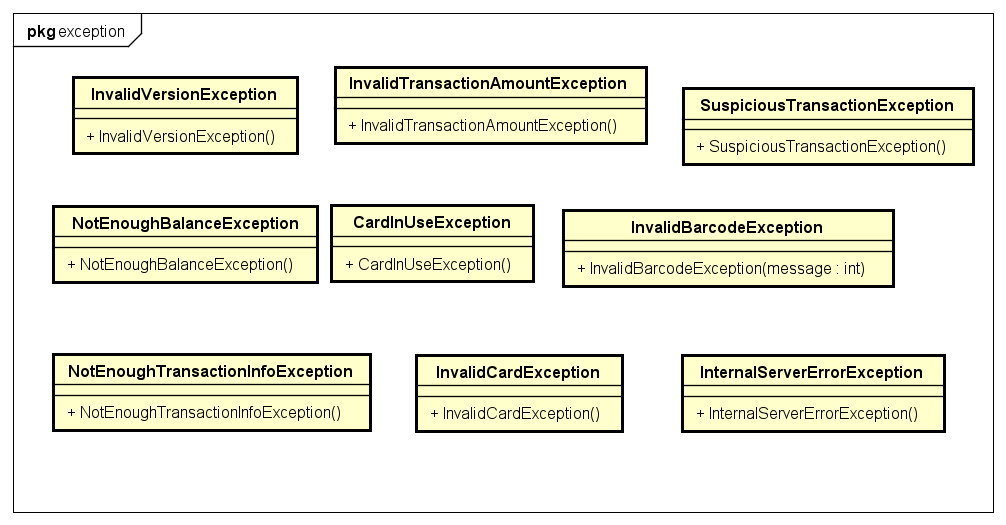 pkg exception
InvalidVersionException
+ InvalidVersionException()
InvalidTransactionAmountException
+ InvalidTransactionAmountException()
SuspiciousTransactionException
+ SuspiciousTransactionException()
NotEnoughBalanceException
+ NotEnoughBalanceException()
CardInUseException
+ CardInUseException()
InvalidBarcodeException
+ InvalidBarcodeException(message : int)
NotEnoughTransactionInfoException
+ NotEnoughTransactionInfoException()
InvalidCardException
+ InvalidCardException()
InternalServerErrorException
+ InternalServerErrorException()